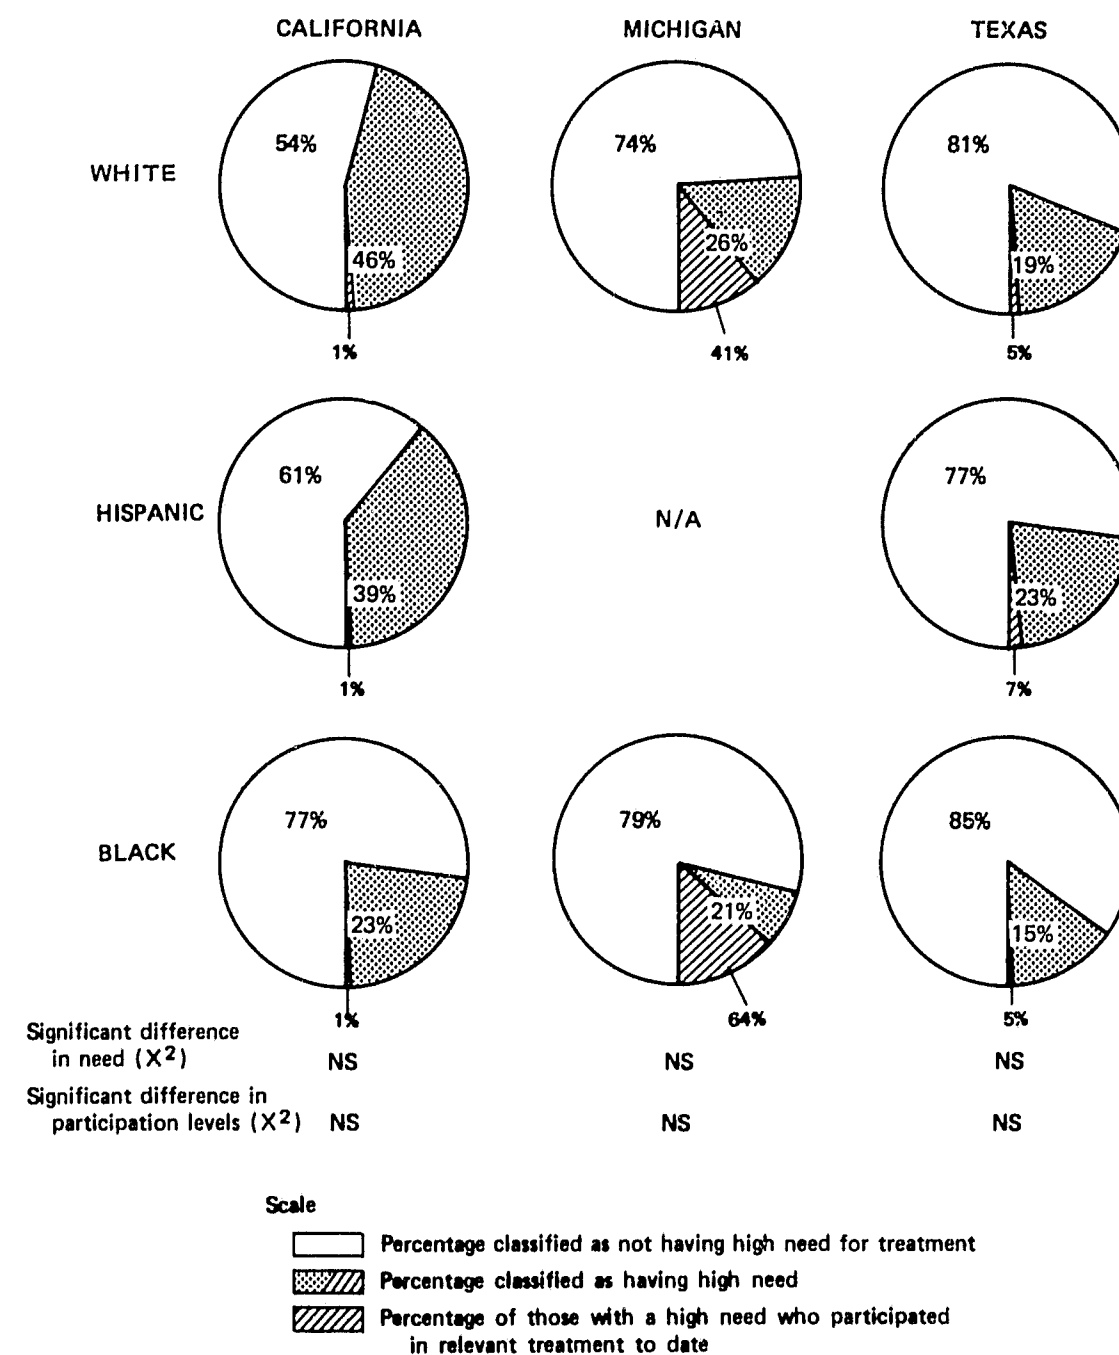 CALIFORNIA MICHIGAN TEXAS
WHITE
54% 74% 81%
46% 26% 19%
1% 41% 5%
HISPANIC
61% N/A 77%
39% 23%
1% 7%
BLACK
77% 79% 85%
23% 21% 15%
1% 64% 5%
Significant difference
in need (X²) NS NS NS
Significant difference in
participation levels (X²) NS NS NS
Scale
Percentage classified as not having high need for treatment
Percentage classified as having high need
Percentage of those with a high need who participated
in relevant treatment to date